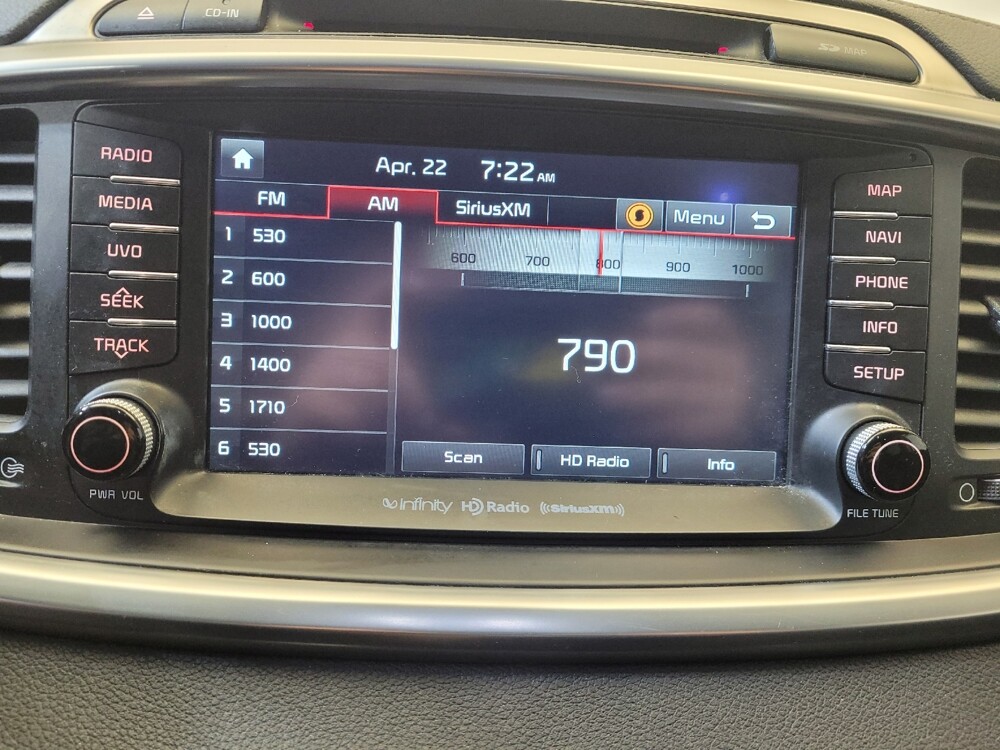 CD-IN
SD MAP
RADIO
MEDIA
UVO
SEEK
TRACK
PWR VOL
Apr. 22 7:22 AM
FM AM SiriusXM Menu
1 530
2 600
3 1000
4 1400
5 1710
6 530
600 700 800 900 1000
790
Scan HD Radio Info
infinity HD Radio ((SiriusXM))
MAP
NAVI
PHONE
INFO
SETUP
FILE TUNE